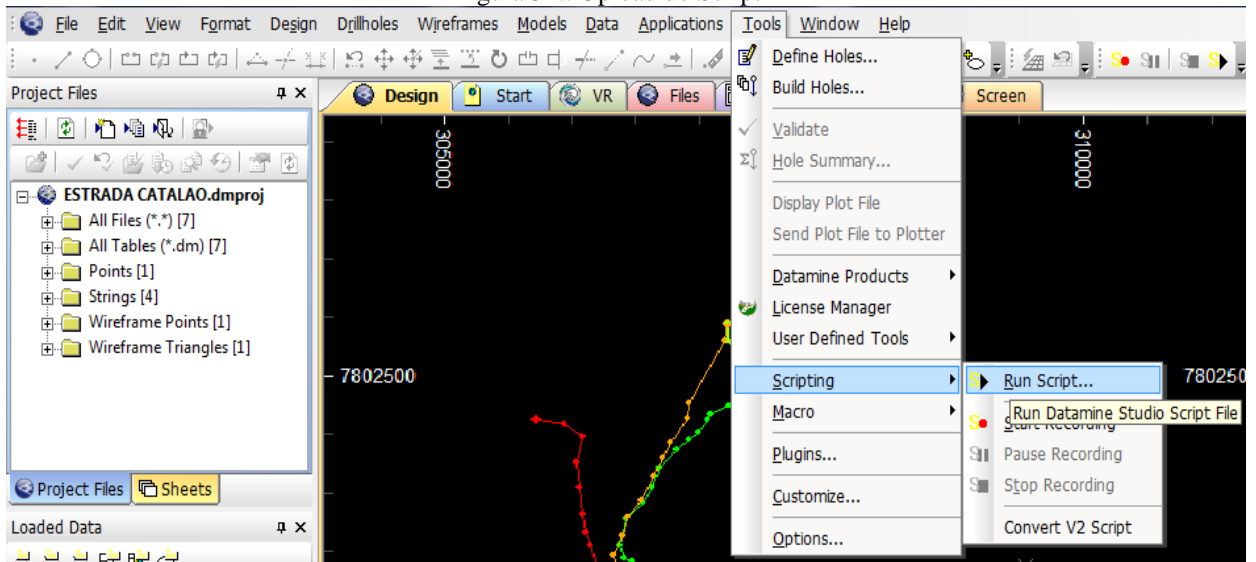 File Edit View Format Design Drillholes Wireframes Models Data Applications Tools Window Help
Project Files
Design Start VR Files Screen
ESTRADA CATALAO.dmproj
All Files (*.*) [7]
All Tables (*.dm) [7]
Points [1]
Strings [4]
Wireframe Points [1]
Wireframe Triangles [1]
Project Files Sheets
Loaded Data
305000
310000
7802500
780250
Define Holes...
Build Holes...
Validate
Hole Summary...
Display Plot File
Send Plot File to Plotter
Datamine Products
License Manager
User Defined Tools
Scripting
Macro
Plugins...
Customize...
Options...
Run Script...
Run Datamine Studio Script File
Start Recording
Pause Recording
Stop Recording
Convert V2 Script